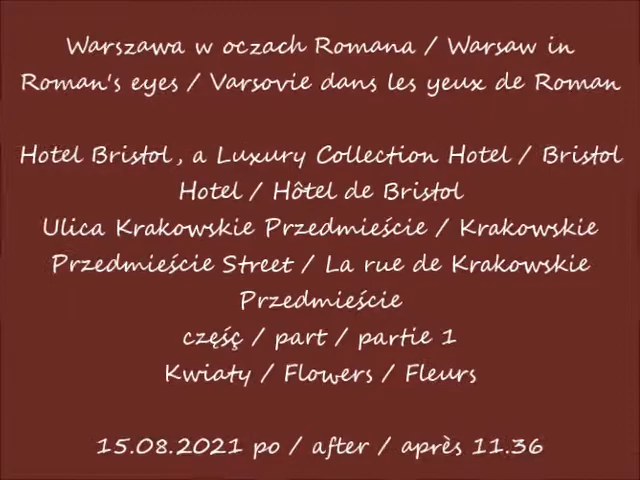 Warszawa w oczach Romana / Warsaw in
Roman's eyes / Varsovie dans les yeux de Roman
Hotel Bristol, a Luxury Collection Hotel / Bristol
Hotel / Hôtel de Bristol
Ulica Krakowskie Przedmieście / Krakowskie
Przedmieście Street / La rue de Krakowskie
Przedmieście
częśç / part / partie 1
Kwiaty / Flowers / Fleurs
15.08.2021 po / after / après 11.36